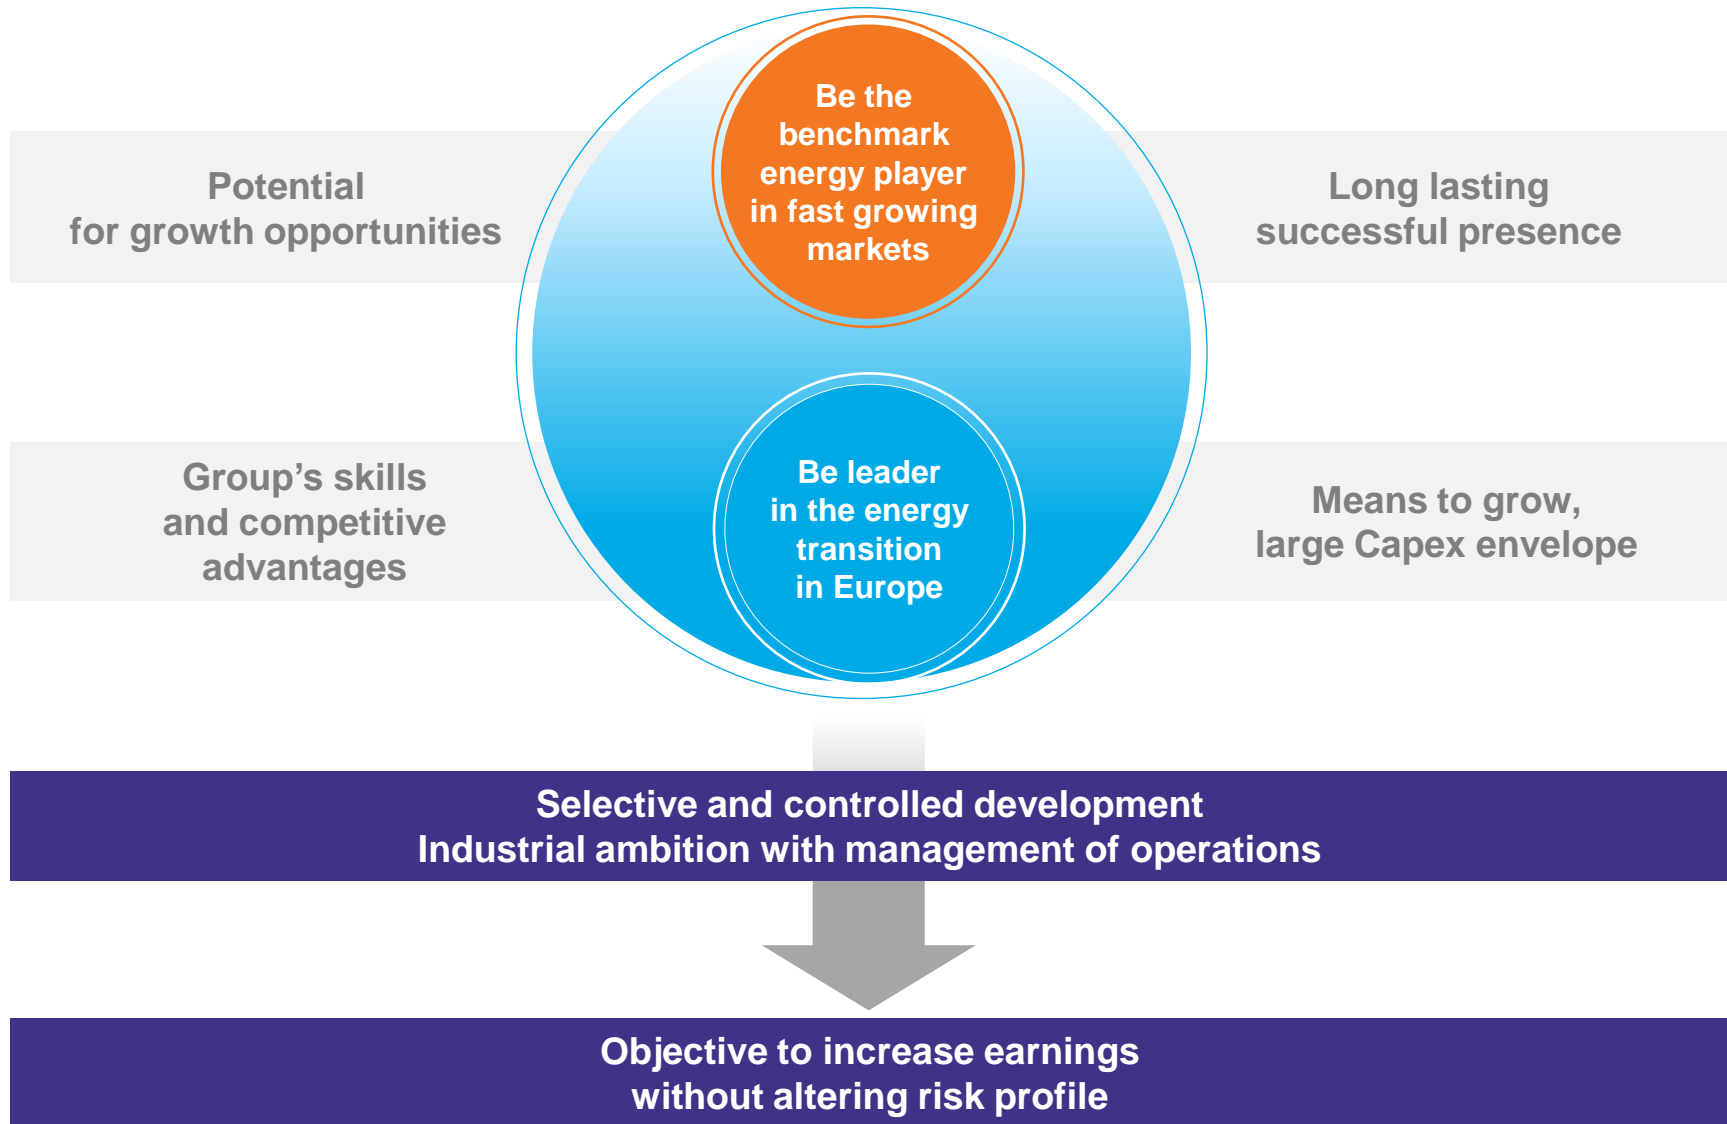 Be the
benchmark
energy player
in fast growing
markets
Potential
for growth opportunities
Long lasting
successful presence
Group’s skills
and competitive
advantages
Be leader
in the energy
transition
in Europe
Means to grow,
large Capex envelope
Selective and controlled development
Industrial ambition with management of operations
Objective to increase earnings
without altering risk profile